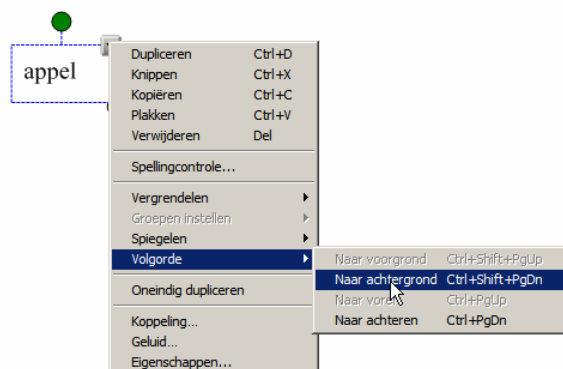 appel
Dupliceren Ctrl+D
Knippen Ctrl+X
Kopiëren Ctrl+C
Plakken Ctrl+V
Verwijderen Del
Spellingcontrole...
Vergrendelen
Groepen instellen
Spiegelen
Volgorde
Oneindig dupliceren
Koppeling...
Geluid...
Eigenschappen...
Naar voorgrond Ctrl+Shift+PgUp
Naar achtergrond Ctrl+Shift+PgDn
Naar voren Ctrl+PgUp
Naar achteren Ctrl+PgDn